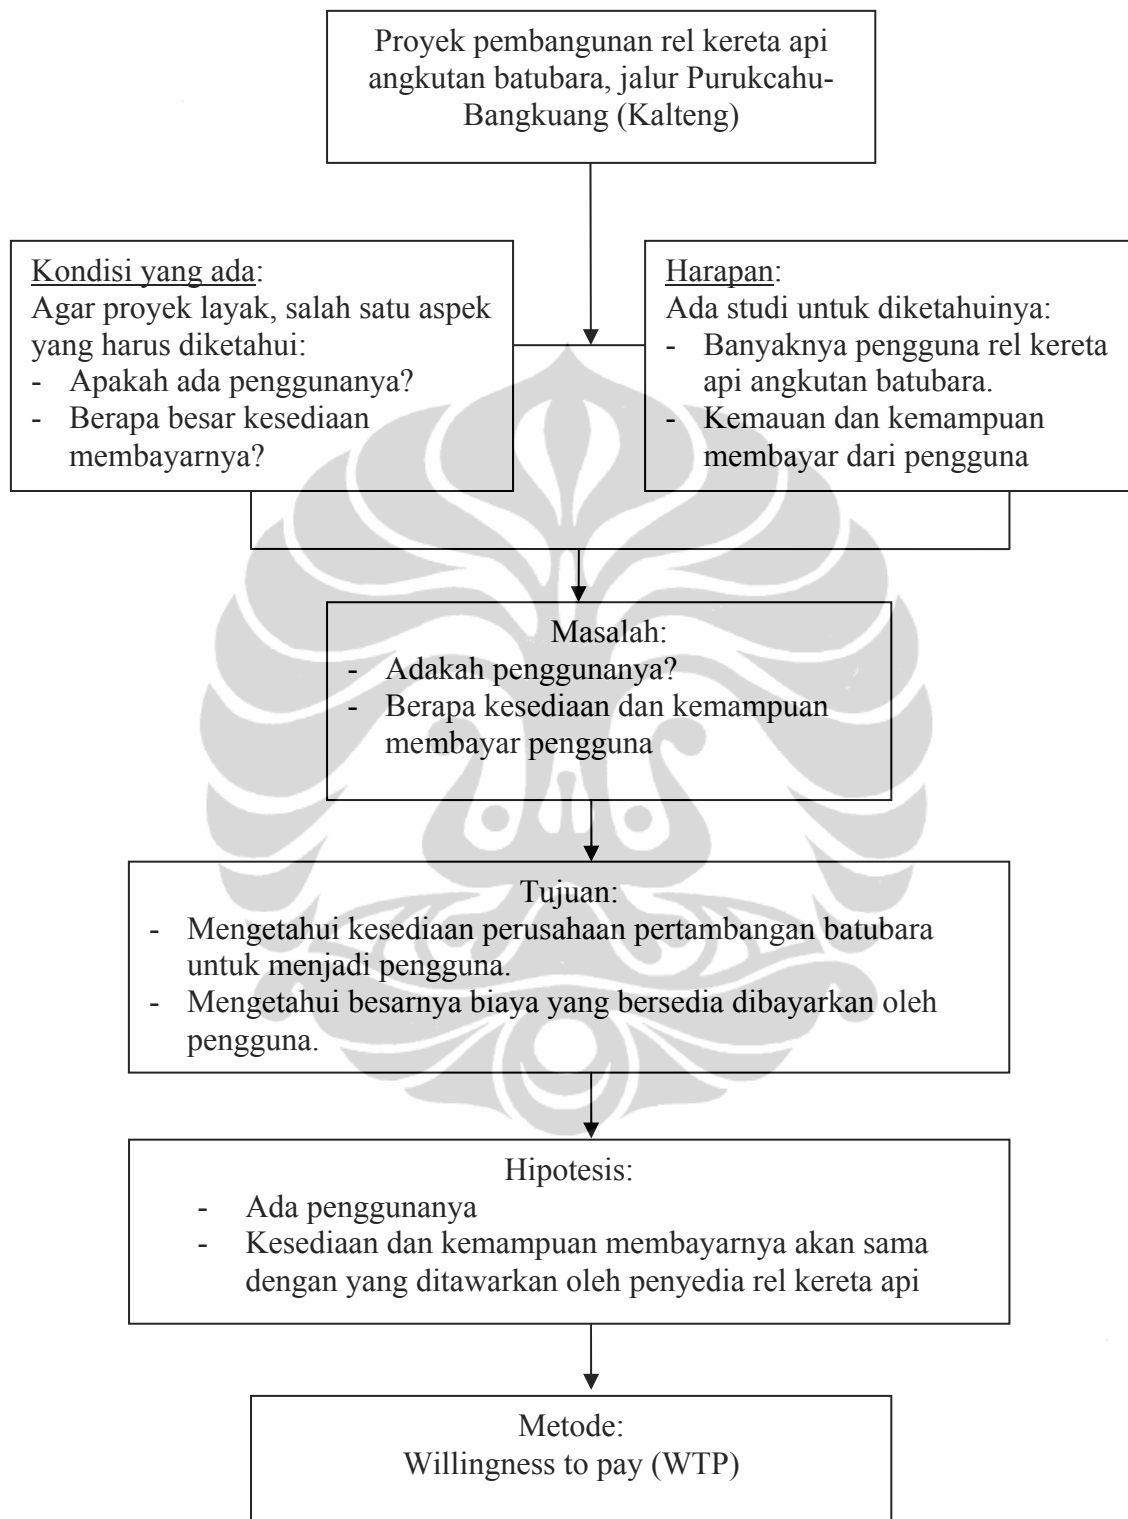 Proyek pembangunan rel kereta api
angkutan batubara, jalur Purukcahu-
Bangkuang (Kalteng)
Kondisi yang ada:
Agar proyek layak, salah satu aspek
yang harus diketahui:
- Apakah ada penggunanya?
- Berapa besar kesediaan
membayarnya?
Harapan:
Ada studi untuk diketahuinya:
- Banyaknya pengguna rel kereta
api angkutan batubara.
- Kemauan dan kemampuan
membayar dari pengguna
Masalah:
- Adakah penggunanya?
- Berapa kesediaan dan kemampuan
membayar pengguna
Tujuan:
- Mengetahui kesediaan perusahaan pertambangan batubara
untuk menjadi pengguna.
- Mengetahui besarnya biaya yang bersedia dibayarkan oleh
pengguna.
Hipotesis:
- Ada penggunanya
- Kesediaan dan kemampuan membayarnya akan sama
dengan yang ditawarkan oleh penyedia rel kereta api
Metode:
Willingness to pay (WTP)